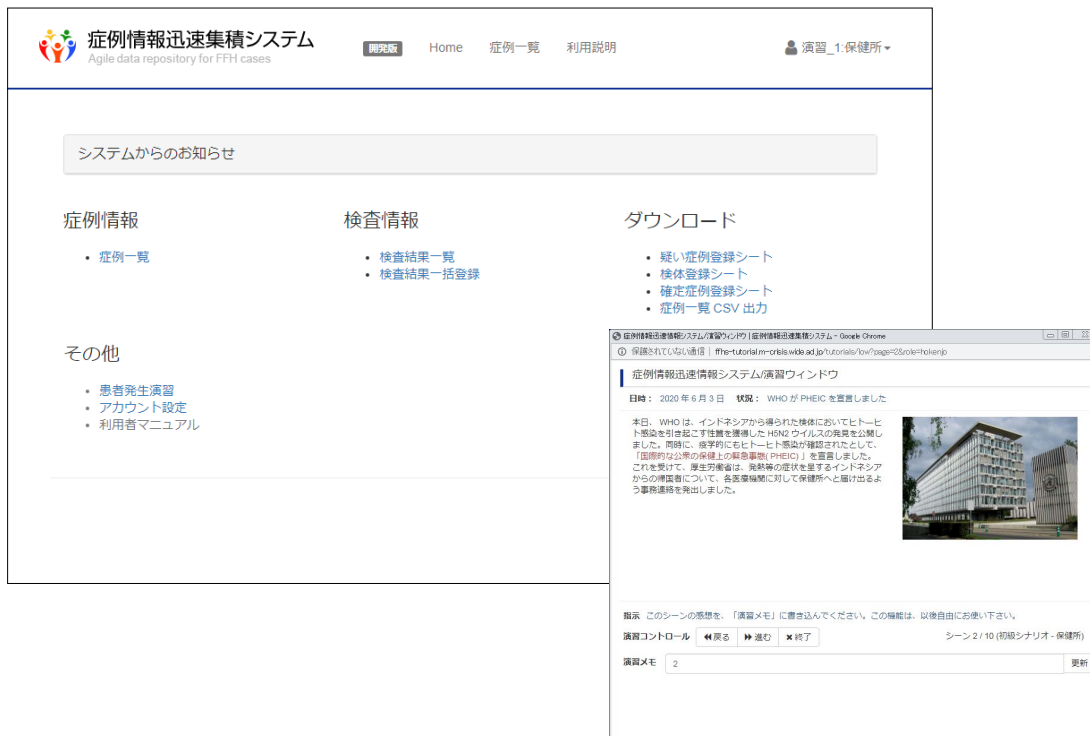 症例情報迅速集積システム
Agile data repository for FFH cases
開発版 Home 症例一覧 利用説明
演習_1:保健所
システムからのお知らせ
症例情報
• 症例一覧
検査情報
• 検査結果一覧
• 検査結果一括登録
ダウンロード
• 疑い症例登録シート
• 検体登録シート
• 確定症例登録シート
• 症例一覧 CSV 出力
その他
• 患者発生演習
• アカウント設定
• 利用者マニュアル
症例情報迅速情報システム/演習ウィンドウ | 症例情報迅速集積システム - Google Chrome
保護されていない通信 | ffhs-tutorial.m-crisis.wide.ad.jp/tutorials/low?page=2&role=hokenjo
症例情報迅速情報システム/演習ウインドウ
日時： 2020 年 6 月 3 日 状況： WHO が PHEIC を宣言しました
本日、 WHO は、インドネシアから得られた検体においてヒトーヒ
ト感染を引き起こす性質を獲得した H5N2 ウイルスの発見を公開し
ました。同時に、疫学的にもヒトーヒト感染が確認されたとして、
「国際的な公衆の保健上の緊急事態( PHEIC) 」を宣言しました。
これを受けて、厚生労働省は、発熱等の症状を呈するインドネシア
からの帰国者について、各医療機関に対して保健所へと届け出るよ
う事務連絡を発出しました。
指示 このシーンの感想を、「演習メモ」に書き込んでください。この機能は、以後自由にお使い下さい。
演習コントロール 戻る 進む 終了 シーン 2 / 10 (初級シナリオ - 保健所)
演習メモ 2 更新